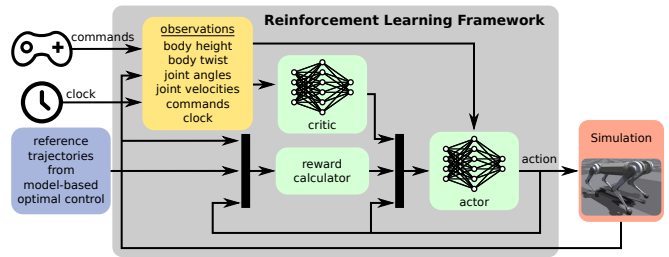 Reinforcement Learning Framework
commands
clock
observations
body height
body twist
joint angles
joint velocities
commands
clock
reference
trajectories
from
model-based
optimal control
critic
reward
calculator
actor
action
Simulation